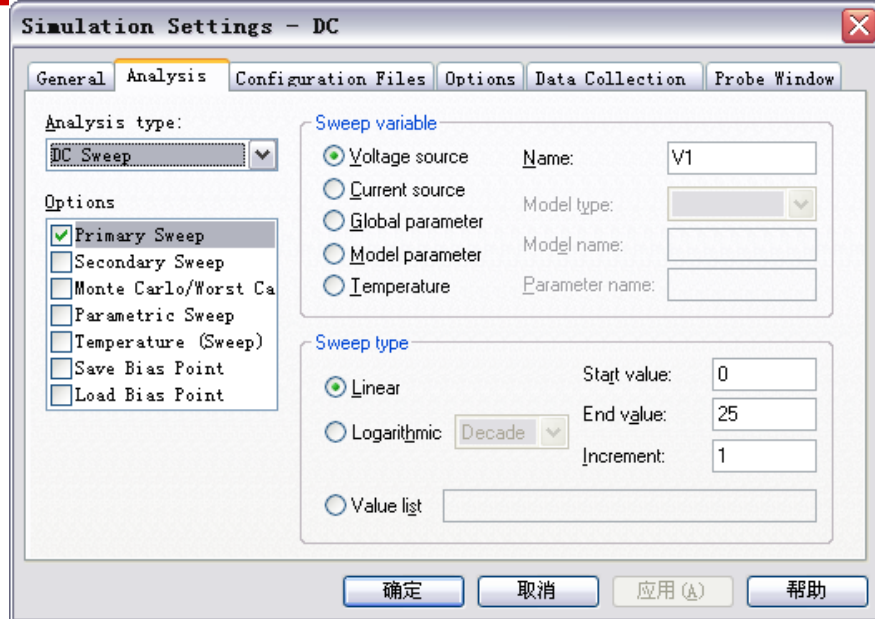 Simulation Settings - DC
General Analysis Configuration Files Options Data Collection Probe Window
Analysis type:
DC Sweep
Options
Primary Sweep
Secondary Sweep
Monte Carlo/Worst Ca
Parametric Sweep
Temperature (Sweep)
Save Bias Point
Load Bias Point
Sweep variable
Voltage source
Current source
Global parameter
Model parameter
Temperature
Name: V1
Model type:
Model name:
Parameter name:
Sweep type
Linear
Logarithmic Decade
Value list
Start value: 0
End value: 25
Increment: 1
确定 取消 应用(A) 帮助